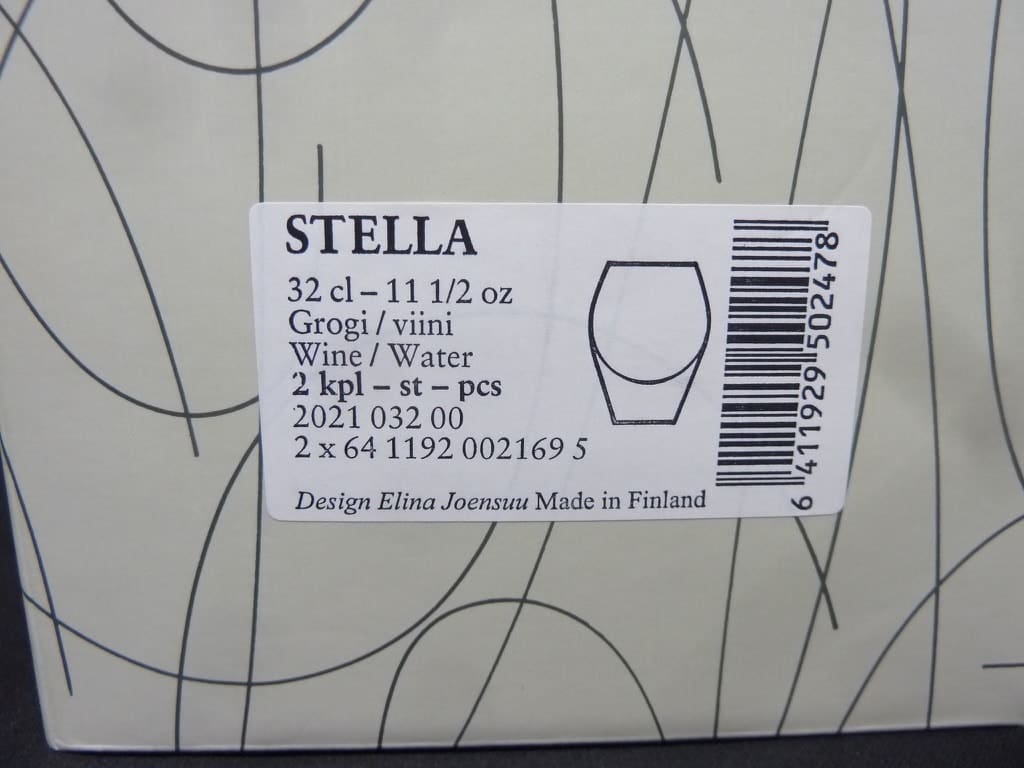 STELLA
32 cl – 11 1/2 oz
Grogi / viini
Wine / Water
2 kpl – st – pcs
2021 032 00
2 x 64 1192 002169 5
Design Elina Joensuu Made in Finland
6 411929 502478